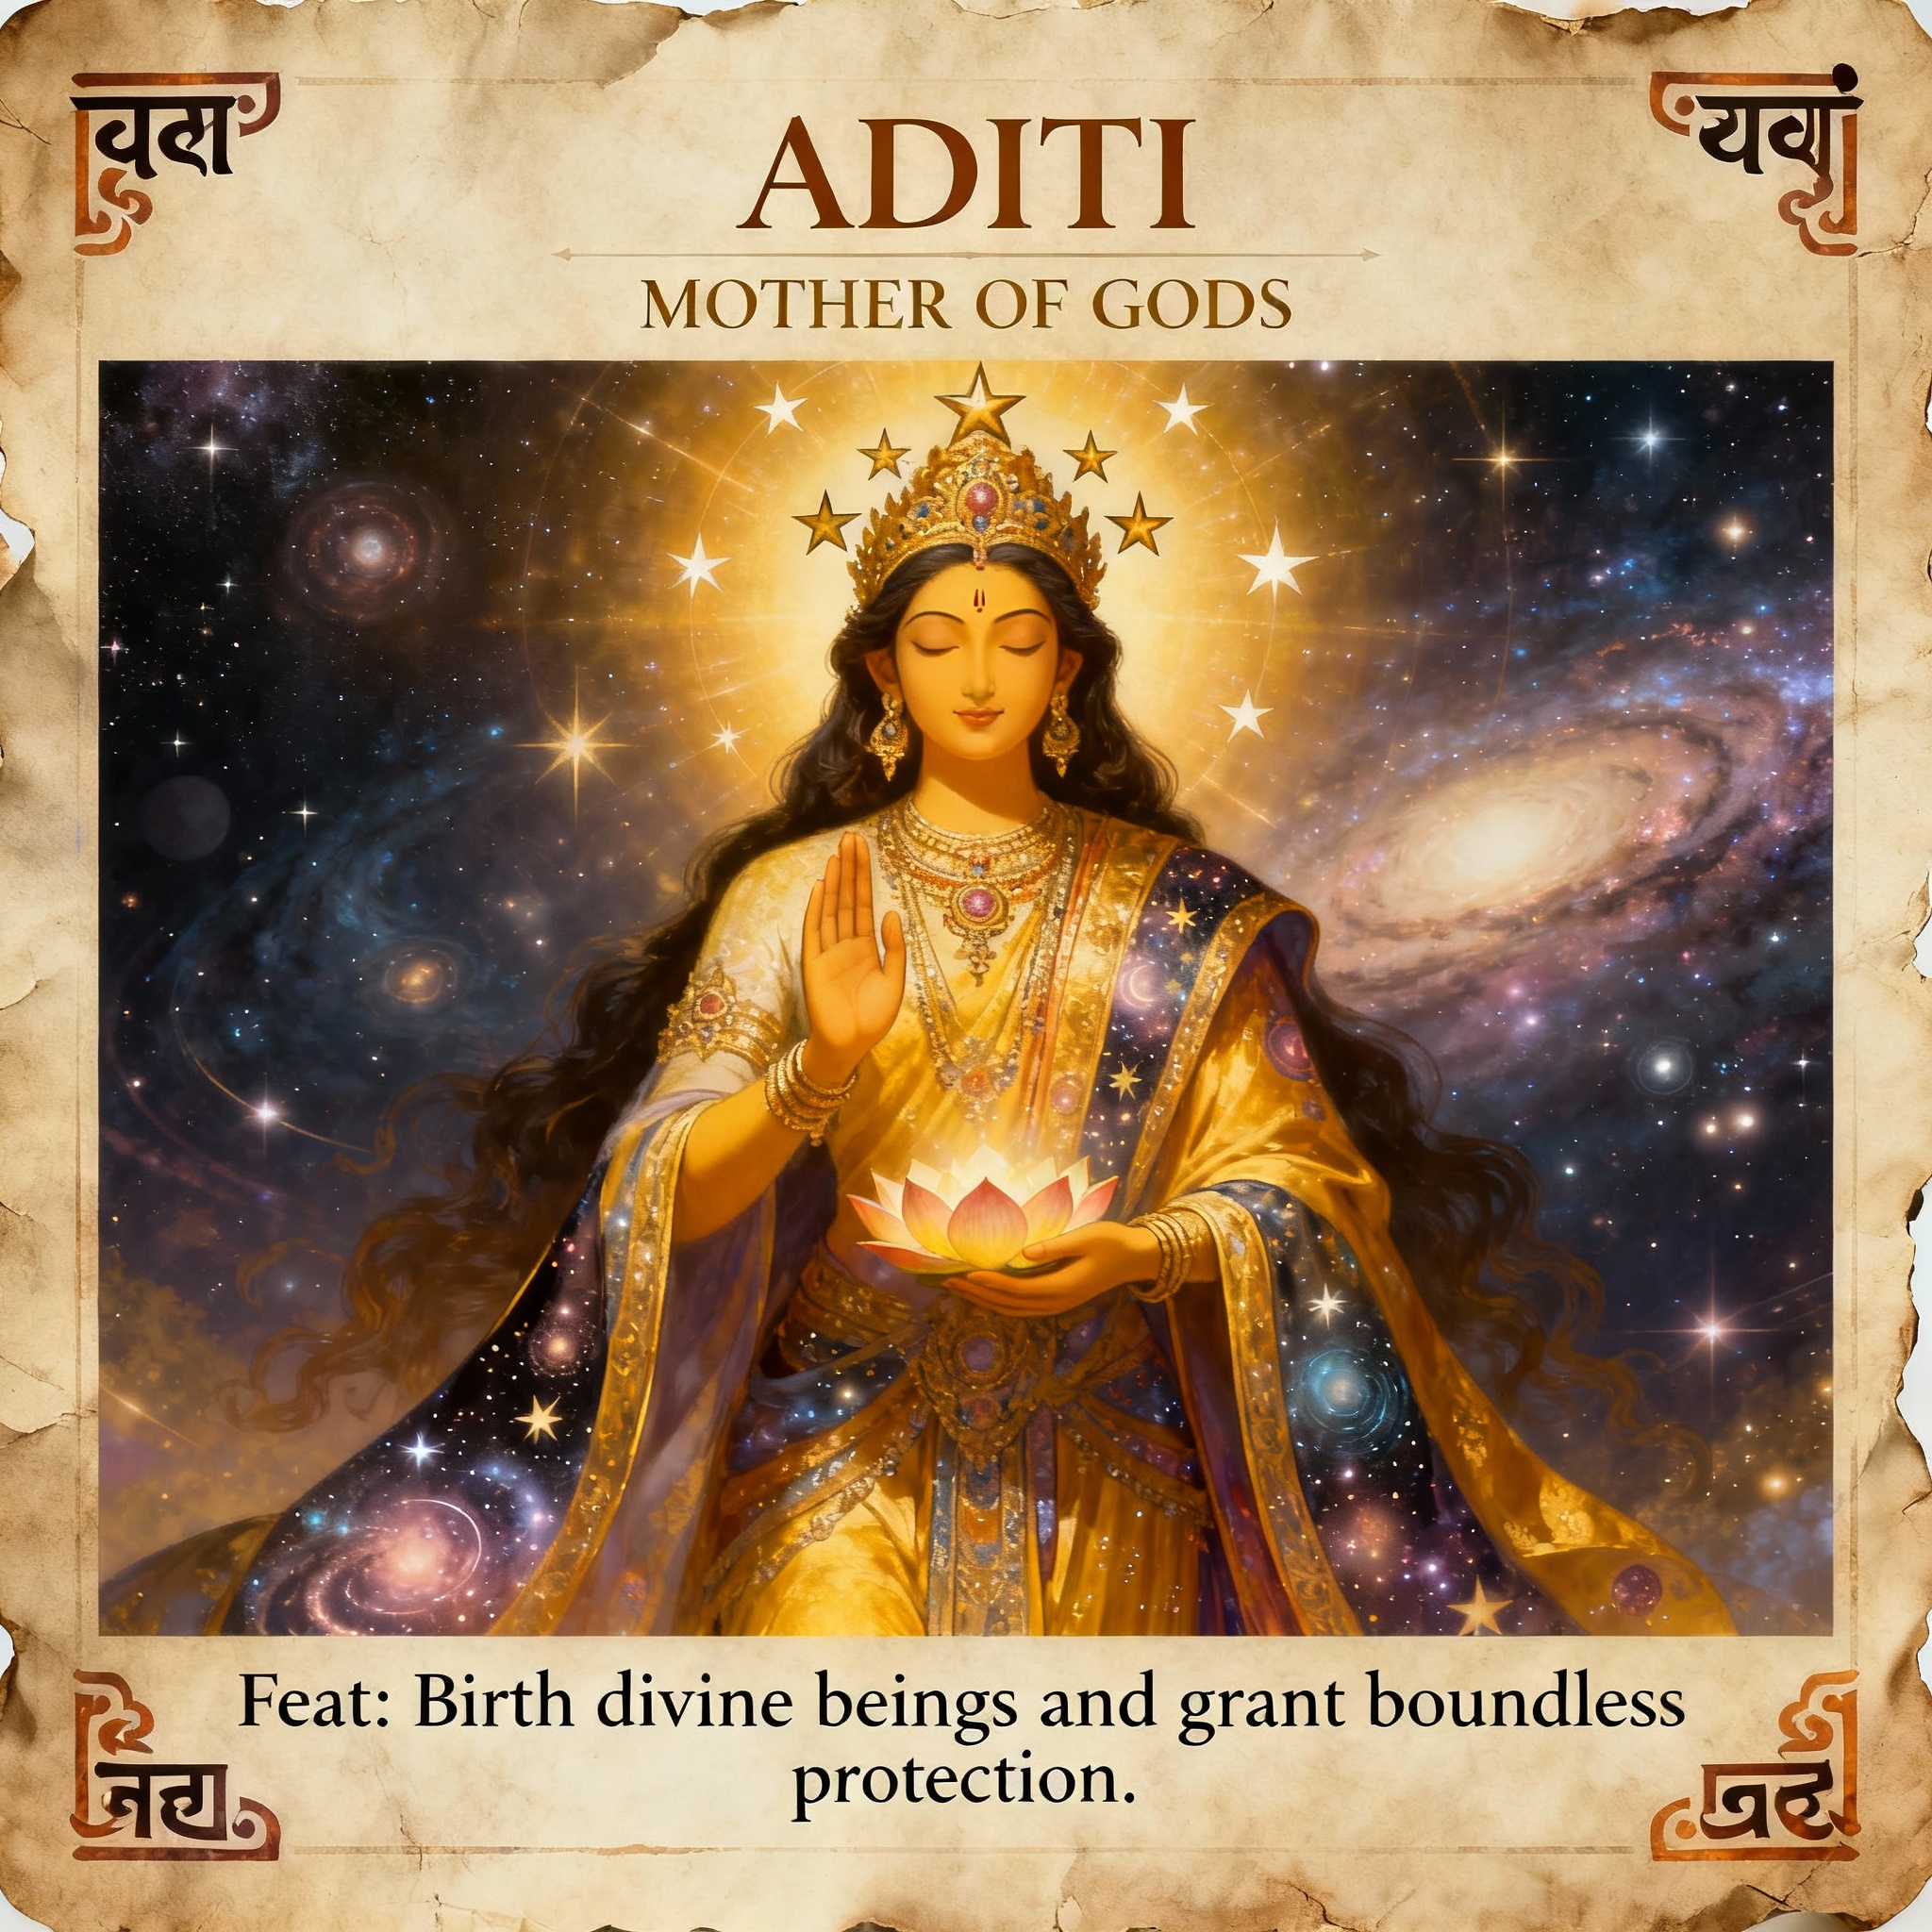 ADITI
MOTHER OF GODS
Feat: Birth divine beings and grant boundless
protection.